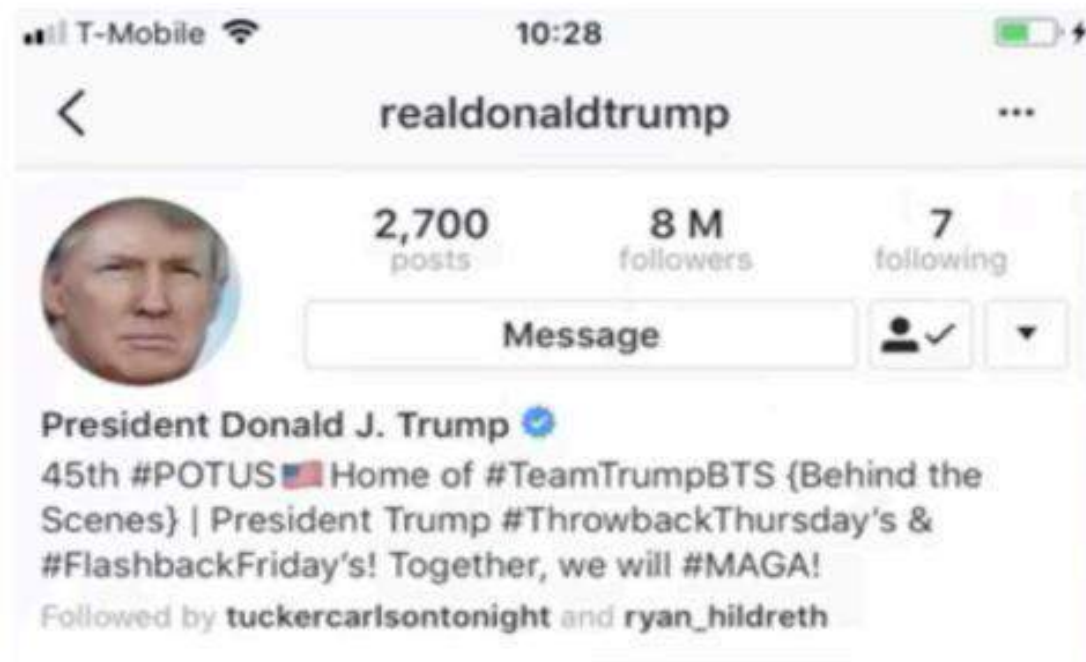 T-Mobile 10:28
realdonaldtrump ...
2,700 8 M 7
posts followers following
Message
President Donald J. Trump
45th #POTUS🇺🇸 Home of #TeamTrumpBTS {Behind the
Scenes} | President Trump #ThrowbackThursday's &
#FlashbackFriday's! Together, we will #MAGA!
Followed by tuckercarlsontonight and ryan_hildreth